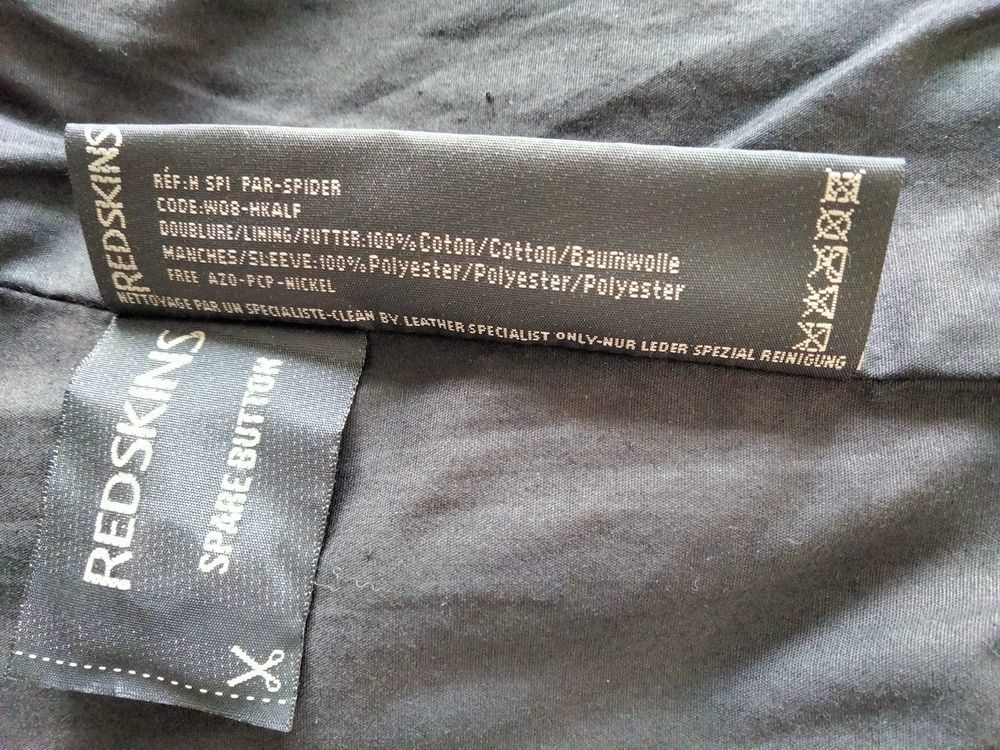 REDSKINS
RÉF:H SPI PAR-SPIDER
CODE:W08-HKALF
DOUBLURE/LINING/FUTTER:100%Coton/Cotton/Baumwolle
MANCHES/SLEEVE:100%Polyester/Polyester/Polyester
FREE AZO-PCP-NICKEL
NETTOYAGE PAR UN SPECIALISTE-CLEAN BY LEATHER SPECIALIST ONLY-NUR LEDER SPEZIAL REINIGUNG
REDSKINS
SPARE BUTTON